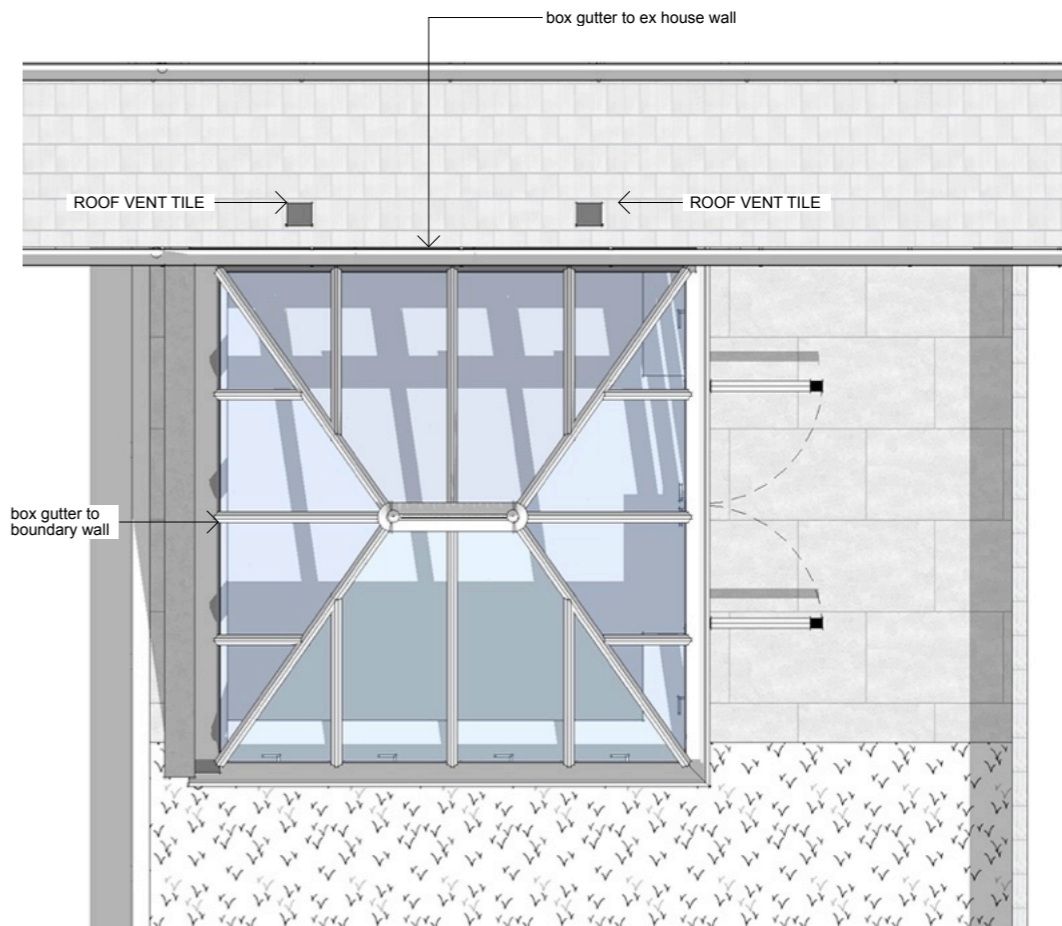 box gutter to ex house wall
ROOF VENT TILE
ROOF VENT TILE
box gutter to
boundary wall